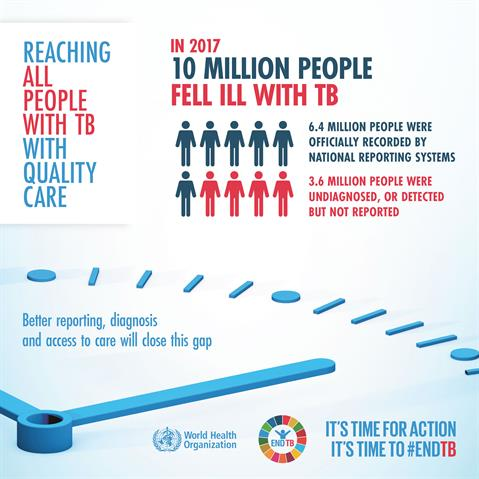 REACHING
ALL
PEOPLE
WITH TB
WITH
QUALITY
CARE
IN 2017
10 MILLION PEOPLE
FELL ILL WITH TB
6.4 MILLION PEOPLE WERE
OFFICIALLY RECORDED BY
NATIONAL REPORTING SYSTEMS
3.6 MILLION PEOPLE WERE
UNDIAGNOSED, OR DETECTED
BUT NOT REPORTED
Better reporting, diagnosis
and access to care will close this gap
World Health
Organization
END TB
IT'S TIME FOR ACTION
IT'S TIME TO #ENDTB